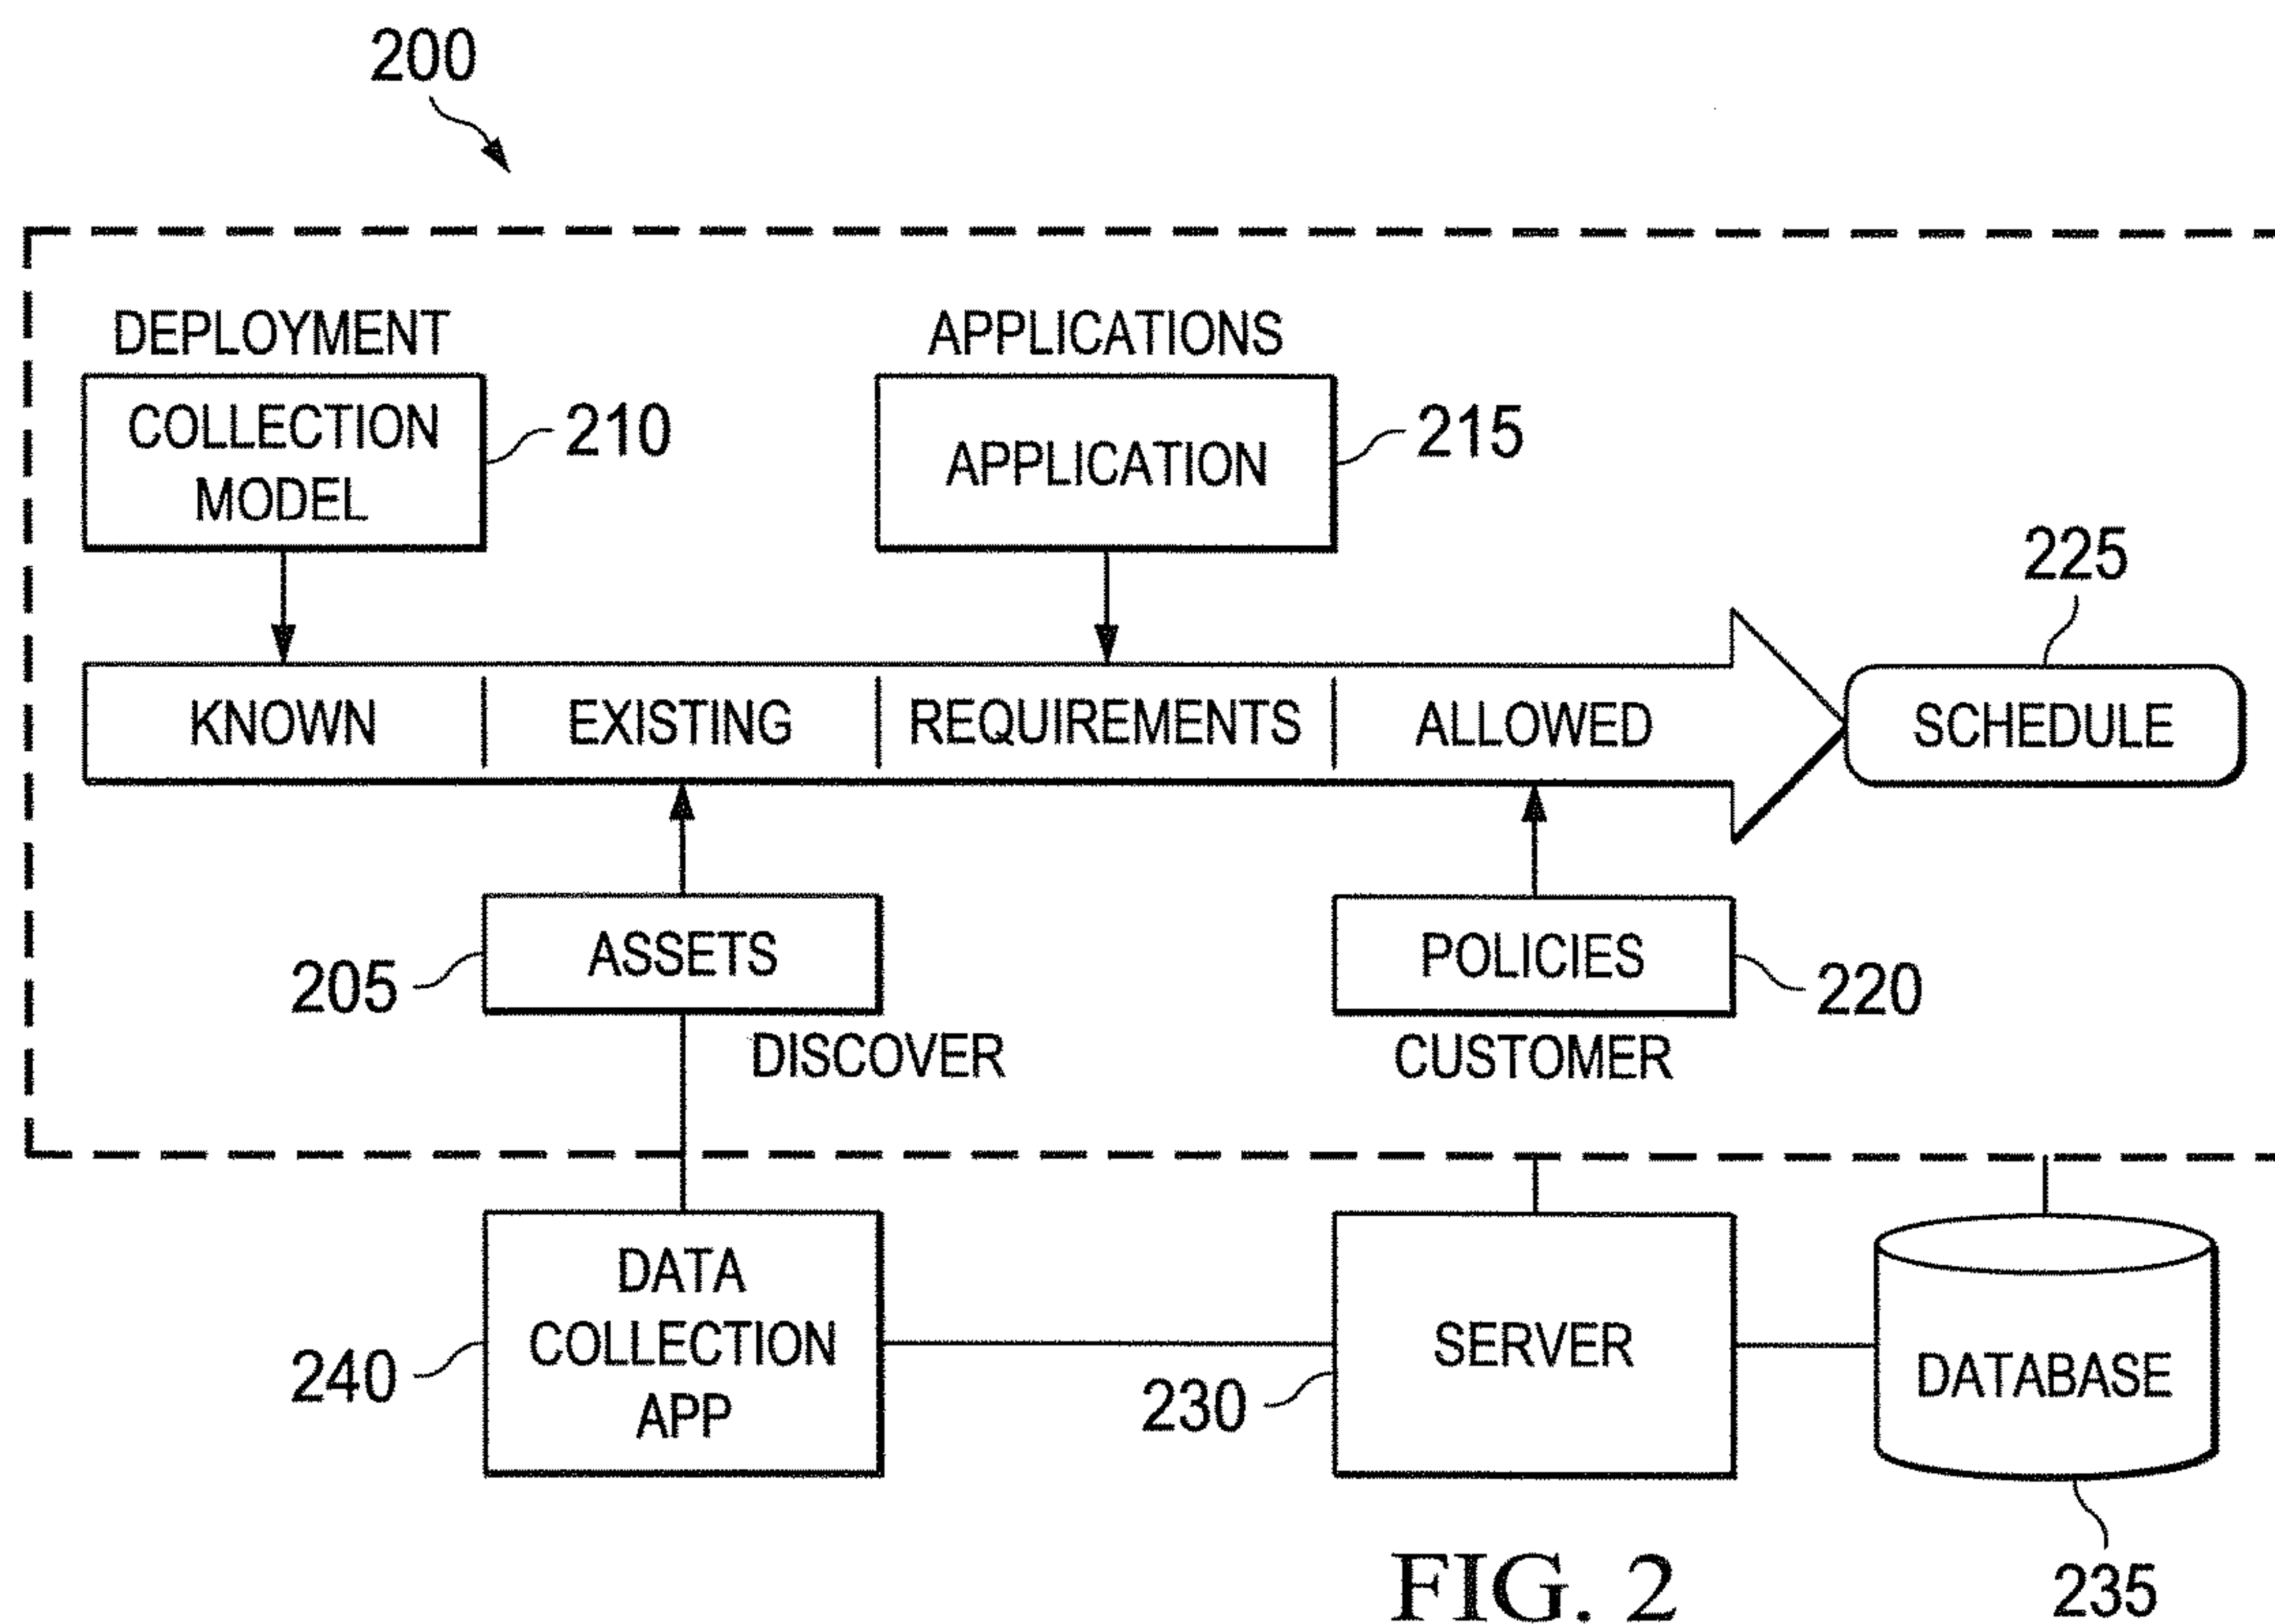 200
DEPLOYMENT
COLLECTION
MODEL
210
APPLICATIONS
APPLICATION
215
225
KNOWN
EXISTING
REQUIREMENTS
ALLOWED
SCHEDULE
205
ASSETS
DISCOVER
POLICIES
220
CUSTOMER
240
DATA
COLLECTION
APP
230
SERVER
DATABASE
235
FIG. 2